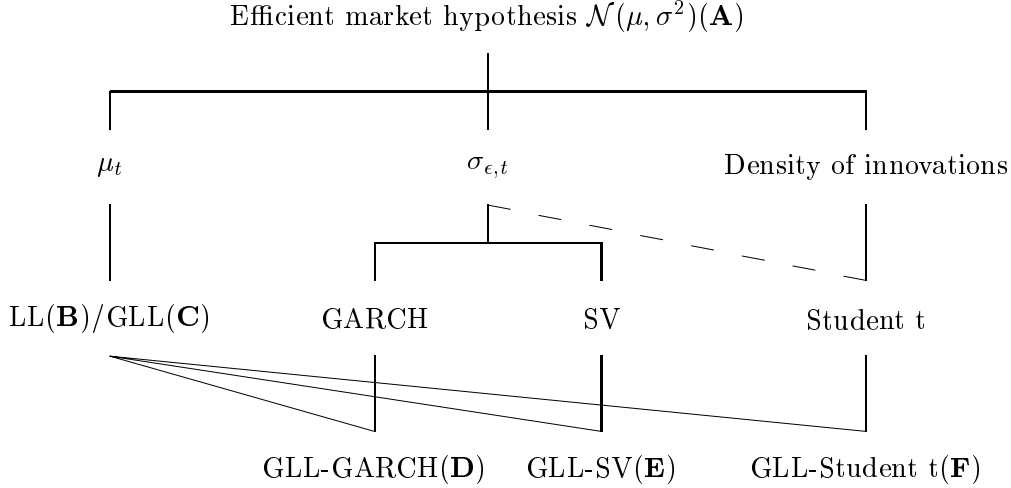 Efficient market hypothesis 𝒩(μ, σ²)(A)
μ_t
σ_{ϵ,t}
Density of innovations
LL(B)/GLL(C)
GARCH
SV
Student t
GLL-GARCH(D)
GLL-SV(E)
GLL-Student t(F)